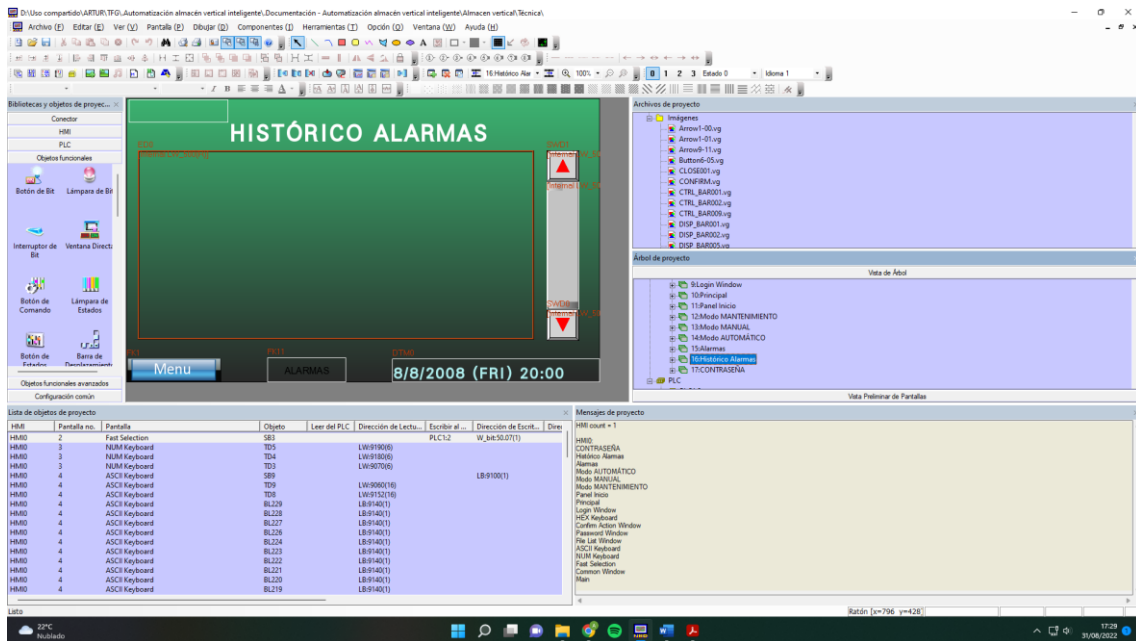 D:\Uso compartido\ARTUR\TFG\.Automatización almacén vertical inteligente\.Documentación - Automatización almacén vertical inteligente\Almacen vertical\Técnica\
Archivo (F) Editar (E) Ver (V) Pantalla (P) Dibujar (D) Componentes (I) Herramientas (T) Opción (O) Ventana (W) Ayuda (H)
16:Histórico Alar 100% 0 1 2 3 Estado 0 Idioma 1
Bibliotecas y objetos de proyec...
Conector
HMI
PLC
Objetos funcionales
Botón de Bit Lámpara de Bit
Interruptor de Bit Ventana Direct
Botón de Comando Lámpara de Estados
Botón de Estados Barra de Desplazamient
Objetos funcionales avanzados
Configuración común
HISTÓRICO ALARMAS
SWD1
SWD0
FK11
DTM0
Menu
ALARMAS
8/8/2008 (FRI) 20:00
Archivos de proyecto
Imágenes
Arrow1-00.vg
Arrow1-01.vg
Arrow9-11.vg
Button6-05.vg
CLOSE001.vg
CONFIRM.vg
CTRL_BAR001.vg
CTRL_BAR002.vg
CTRL_BAR009.vg
DISP_BAR001.vg
DISP_BAR002.vg
DISP_BAR005.vg
Árbol de proyecto
Vista de Árbol
9:Login Window
10:Principal
11:Panel Inicio
12:Modo MANTENIMIENTO
13:Modo MANUAL
14:Modo AUTOMÁTICO
15:Alarmas
16:Histórico Alarmas
17:CONTRASEÑA
PLC
Vista Preliminar de Pantallas
Lista de objetos de proyecto
HMI Pantalla no. Pantalla Objeto Leer del PLC Dirección de Lectu... Escribir al ... Dirección de Escrit... Direc
HMI0 2 Fast Selection SB3 PLC1:2 W_bit:50.07(1)
HMI0 3 NUM Keyboard TD5 LW:9190(6)
HMI0 3 NUM Keyboard TD4 LW:9180(6)
HMI0 3 NUM Keyboard TD3 LW:9070(6)
HMI0 4 ASCII Keyboard SB9 LB:9100(1)
HMI0 4 ASCII Keyboard TD9 LW:9060(16)
HMI0 4 ASCII Keyboard TD8 LW:9152(16)
HMI0 4 ASCII Keyboard BL229 LB:9140(1)
HMI0 4 ASCII Keyboard BL228 LB:9140(1)
HMI0 4 ASCII Keyboard BL227 LB:9140(1)
HMI0 4 ASCII Keyboard BL226 LB:9140(1)
HMI0 4 ASCII Keyboard BL224 LB:9140(1)
HMI0 4 ASCII Keyboard BL223 LB:9140(1)
HMI0 4 ASCII Keyboard BL222 LB:9140(1)
HMI0 4 ASCII Keyboard BL221 LB:9140(1)
HMI0 4 ASCII Keyboard BL220 LB:9140(1)
HMI0 4 ASCII Keyboard BL219 LB:9140(1)
Mensajes de proyecto
HMI count = 1
HMI0:
CONTRASEÑA
Histórico Alarmas
Alarmas
Modo AUTOMÁTICO
Modo MANUAL
Modo MANTENIMIENTO
Panel Inicio
Principal
Login Window
HEX Keyboard
Confirm Action Window
Password Window
File List Window
ASCII Keyboard
NUM Keyboard
Fast Selection
Common Window
Main
Listo
Ratón [x=796 y=428]
22°C
Nublado
17:29
31/08/2022